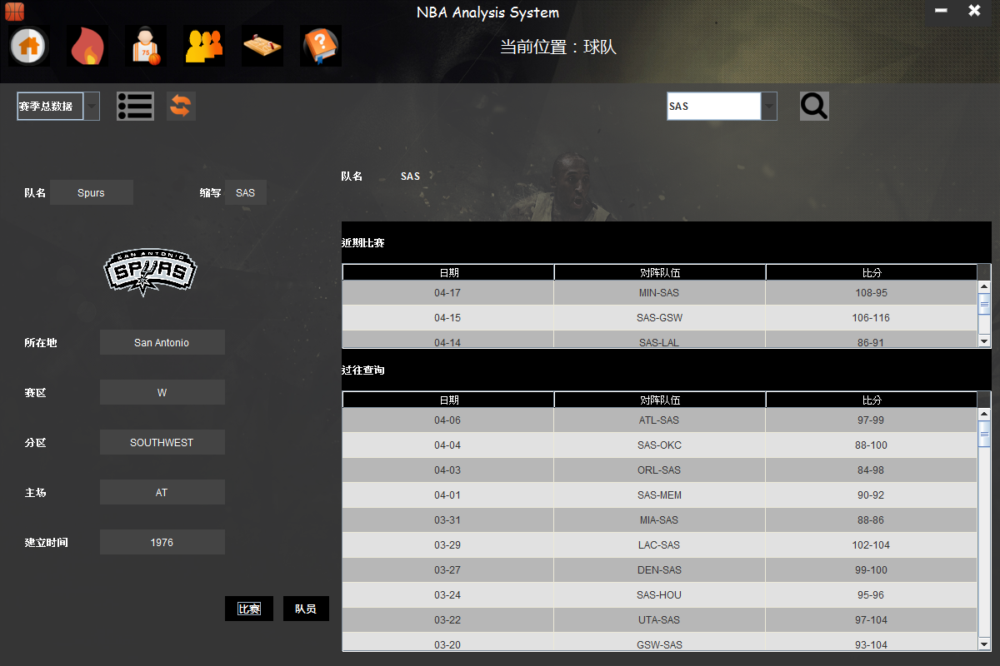 NBA Analysis System
当前位置：球队
赛季总数据
SAS
队名 Spurs 缩写 SAS
SAN ANTONIO
SPURS
所在地 San Antonio
赛区 W
分区 SOUTHWEST
主场 AT
建立时间 1976
比赛 队员
队名 SAS
近期比赛
日期 对阵队伍 比分
04-17 MIN-SAS 108-95
04-15 SAS-GSW 106-116
04-14 SAS-LAL 86-91
过往查询
日期 对阵队伍 比分
04-06 ATL-SAS 97-99
04-04 SAS-OKC 88-100
04-03 ORL-SAS 84-98
04-01 SAS-MEM 90-92
03-31 MIA-SAS 88-86
03-29 LAC-SAS 102-104
03-27 DEN-SAS 99-100
03-24 SAS-HOU 95-96
03-22 UTA-SAS 97-104
03-20 GSW-SAS 93-104